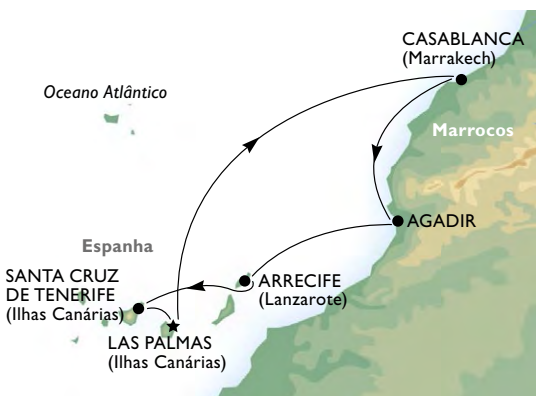 CASABLANCA
(Marrakech)
Oceano Atlântico
Marrocos
AGADIR
Espanha
SANTA CRUZ
DE TENERIFE
(Ilhas Canárias)
ARRECIFE
(Lanzarote)
LAS PALMAS
(Ilhas Canárias)